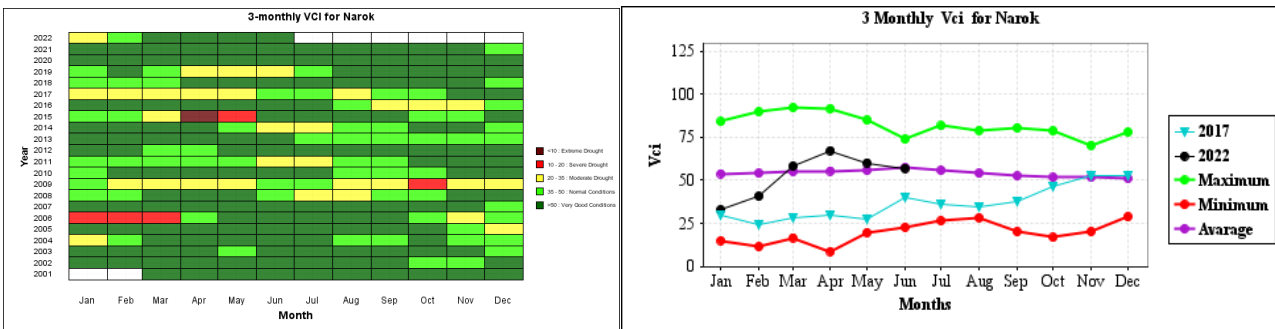 3-monthly VCI for Narok
Year
2022
2021
2020
2019
2018
2017
2016
2015
2014
2013
2012
2011
2010
2009
2008
2007
2006
2005
2004
2003
2002
2001
Jan Feb Mar Apr May Jun Jul Aug Sep Oct Nov Dec
Month
<10 : Extreme Drought
10 - 20 : Severe Drought
20 - 35 : Moderate Drought
35 - 50 : Normal Conditions
>50 : Very Good Conditions
3 Monthly Vci for Narok
Vci
125
100
75
50
25
0
Jan Feb Mar Apr May Jun Jul Aug Sep Oct Nov Dec
Months
2017
2022
Maximum
Minimum
Avarage